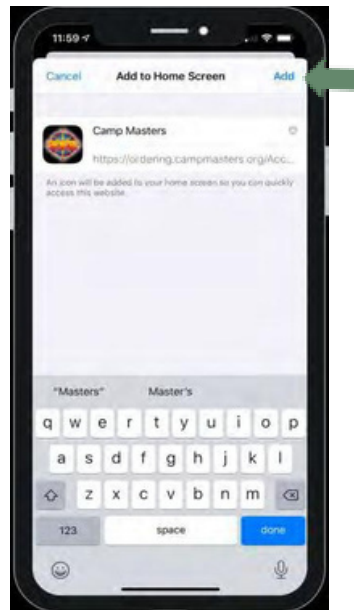 11:59
Cancel Add to Home Screen Add
Camp Masters
https://ordering.campmasters.org/Acc...
An icon will be added to your home screen so you can quickly
access this website.
"Masters" Master's
q w e r t y u i o p
a s d f g h j k l
z x c v b n m
123 space done